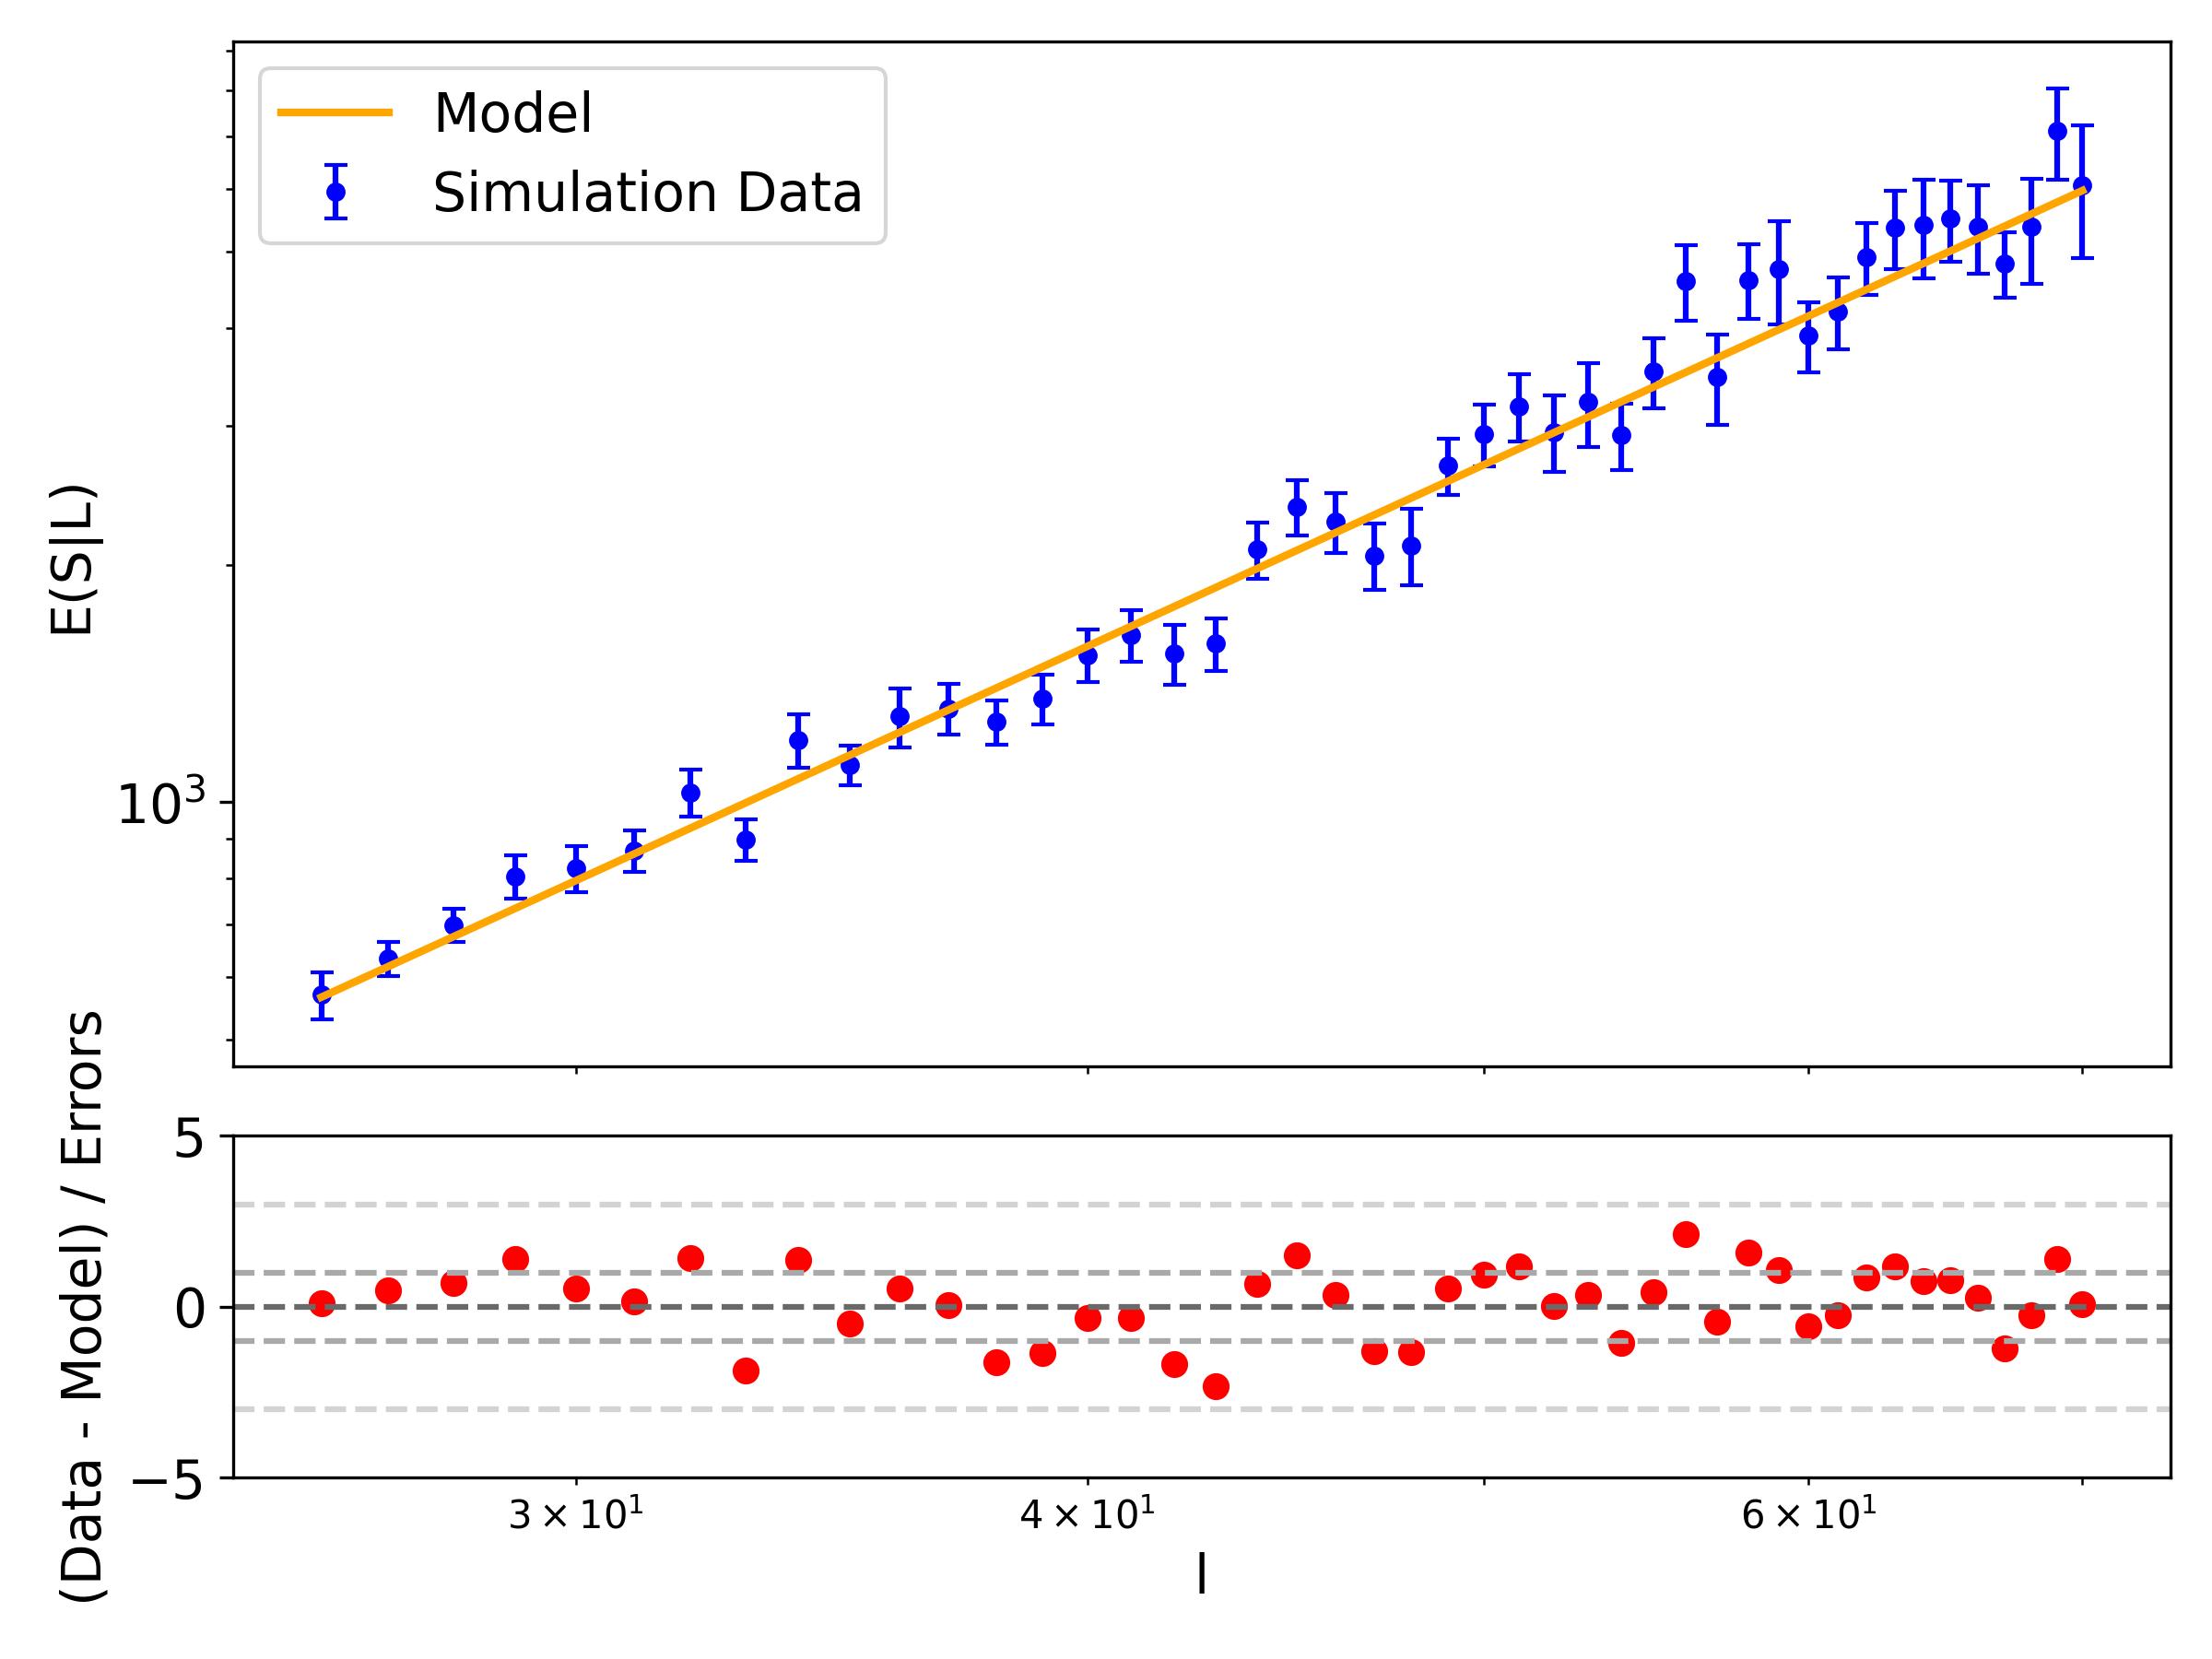 Model
Simulation Data
E(S|L)
10³
(Data - Model) / Errors
5
0
−5
3 × 10¹
4 × 10¹
6 × 10¹
l